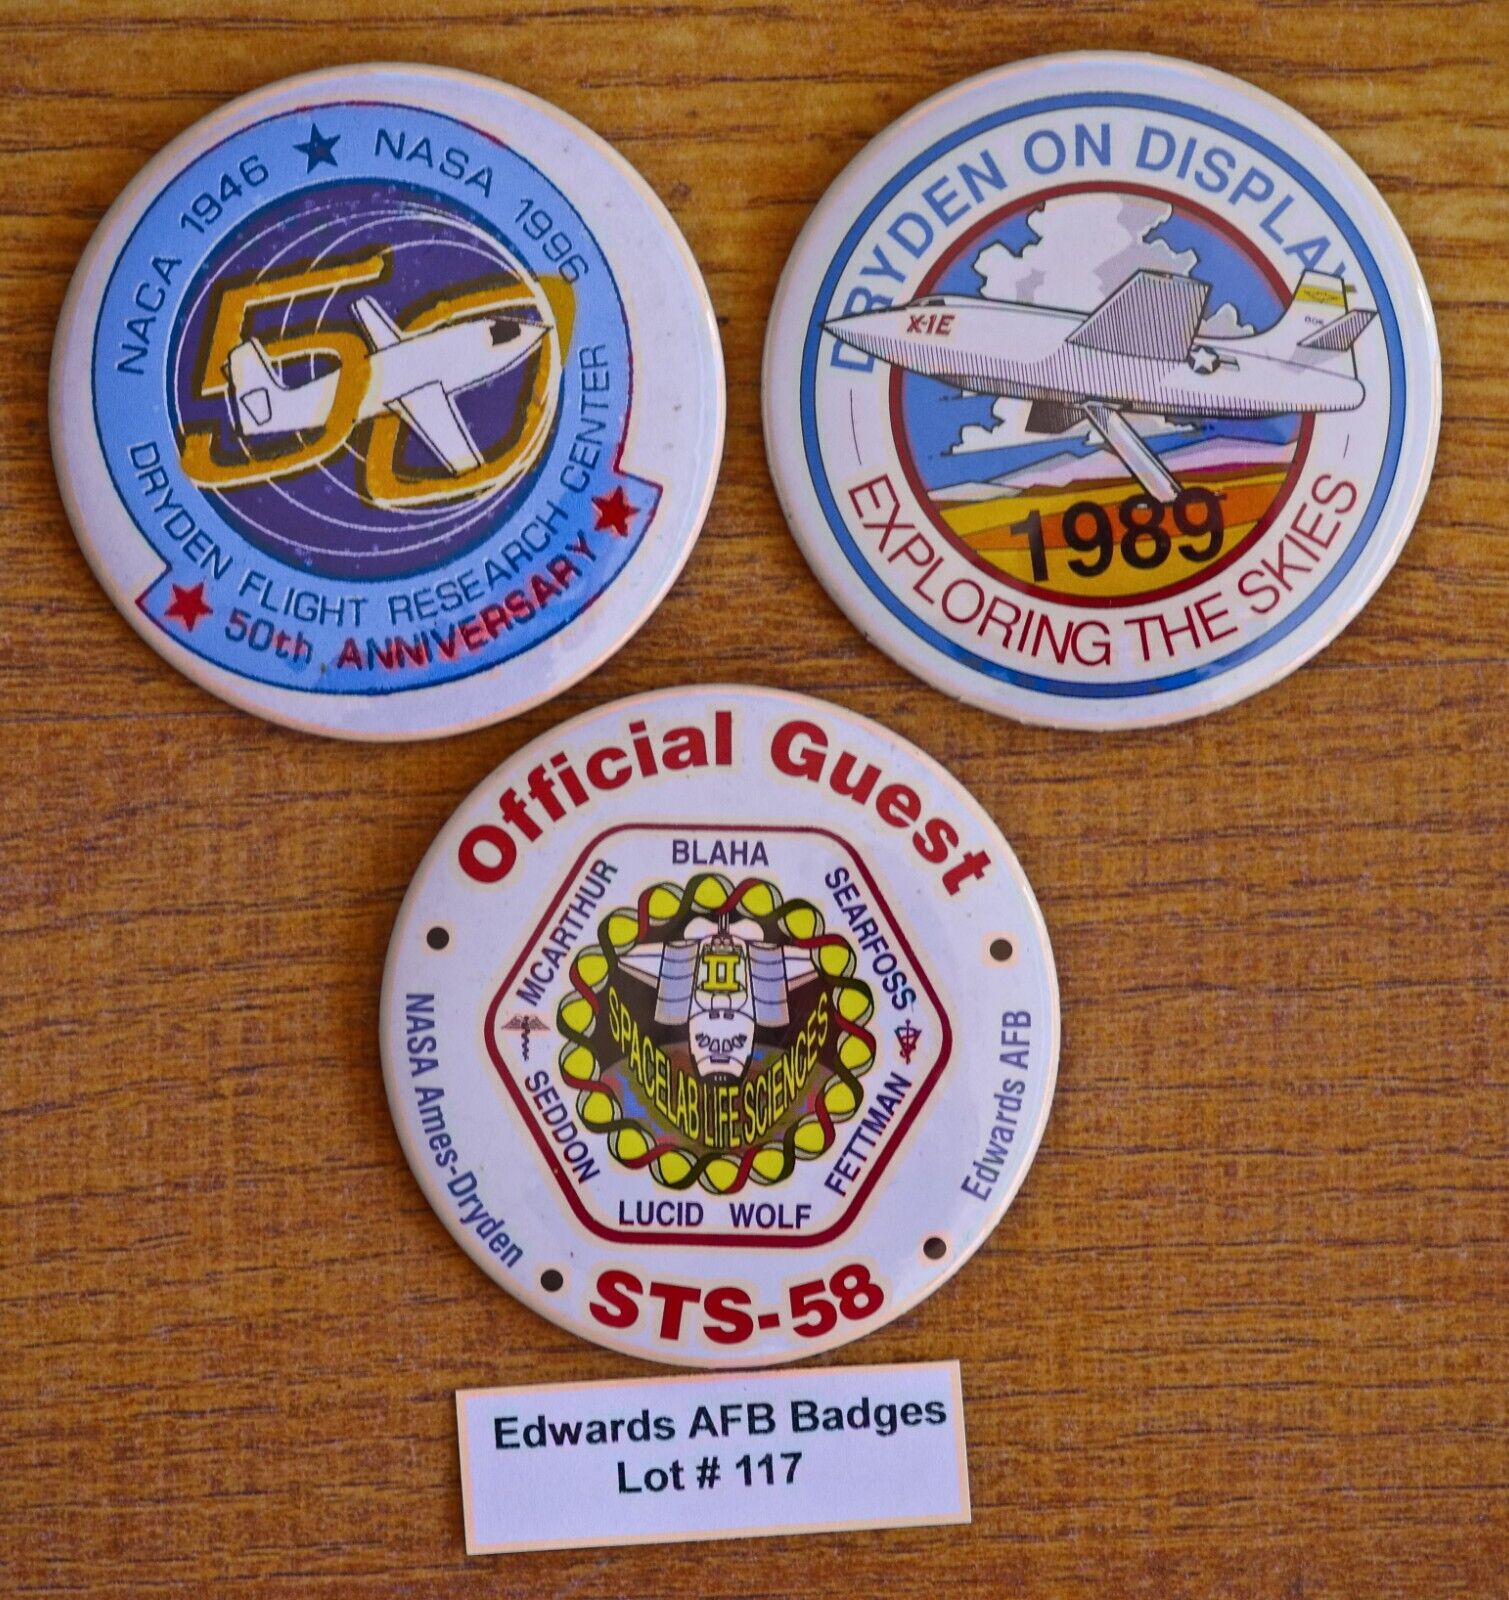 NACA 1946 ★ NASA 1996
50
DRYDEN FLIGHT RESEARCH CENTER
★ 50th ANNIVERSARY ★
DRYDEN ON DISPLAY
X-1E
1989
EXPLORING THE SKIES
Official Guest
BLAHA
MCARTHUR
SEARFOSS
II
SPACELAB LIFE SCIENCES
SEDDON
FETTMAN
LUCID WOLF
NASA Ames-Dryden
Edwards AFB
STS-58
Edwards AFB Badges
Lot # 117